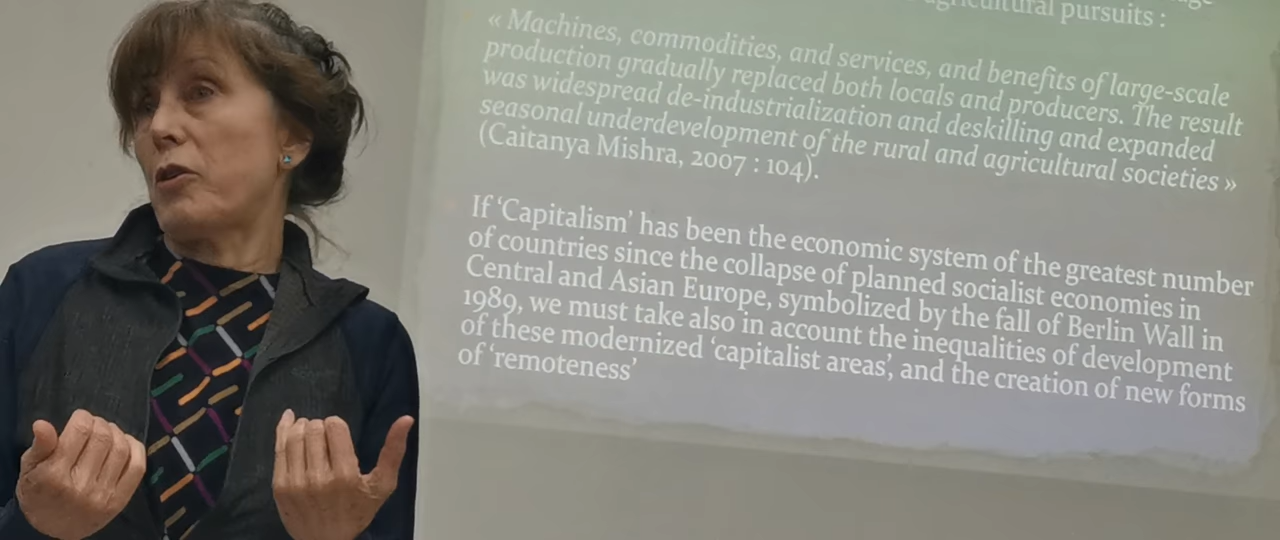 agricultural pursuits :
« Machines, commodities, and services, and benefits of large-scale
production gradually replaced both locals and producers. The result
was widespread de-industrialization and deskilling and expanded
seasonal underdevelopment of the rural and agricultural societies »
(Caitanya Mishra, 2007 : 104).
If ‘Capitalism’ has been the economic system of the greatest number
of countries since the collapse of planned socialist economies in
Central and Asian Europe, symbolized by the fall of Berlin Wall in
1989, we must take also in account the inequalities of development
of these modernized ‘capitalist areas’, and the creation of new forms
of ‘remoteness’